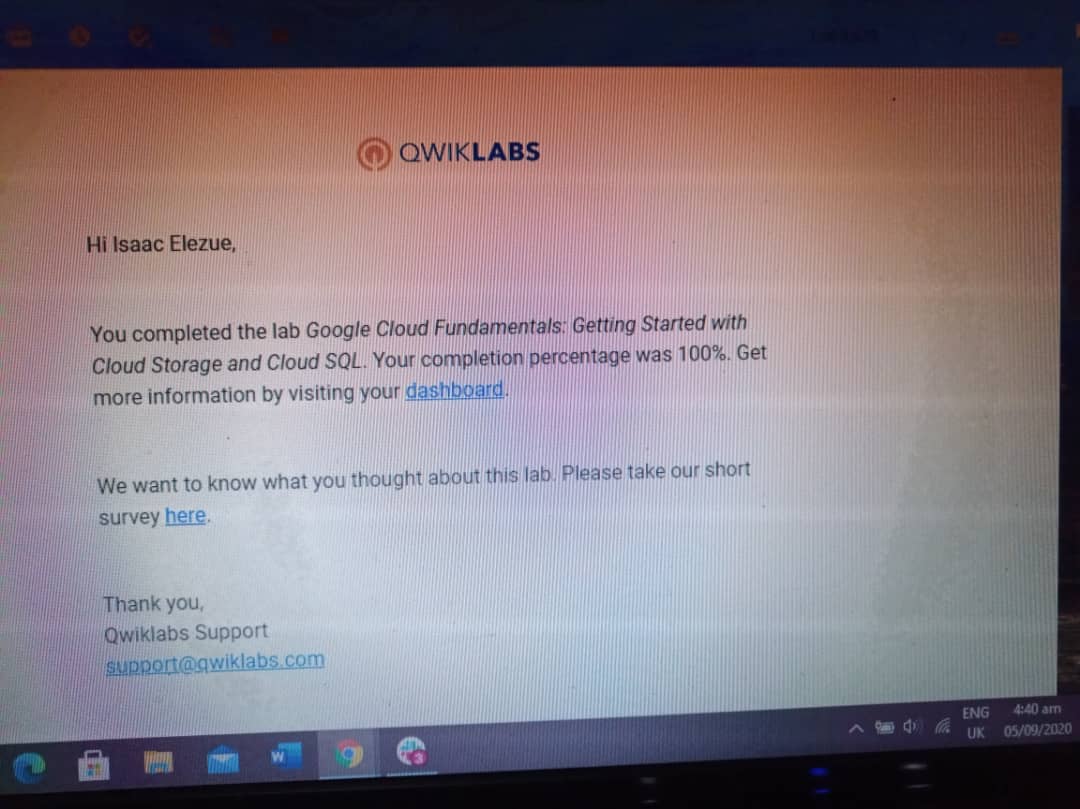 QWIKLABS
Hi Isaac Elezue,
You completed the lab Google Cloud Fundamentals: Getting Started with
Cloud Storage and Cloud SQL. Your completion percentage was 100%. Get
more information by visiting your dashboard.
We want to know what you thought about this lab. Please take our short
survey here.
Thank you,
Qwiklabs Support
support@qwiklabs.com
ENG 4:40 am
UK 05/09/2020
W
3